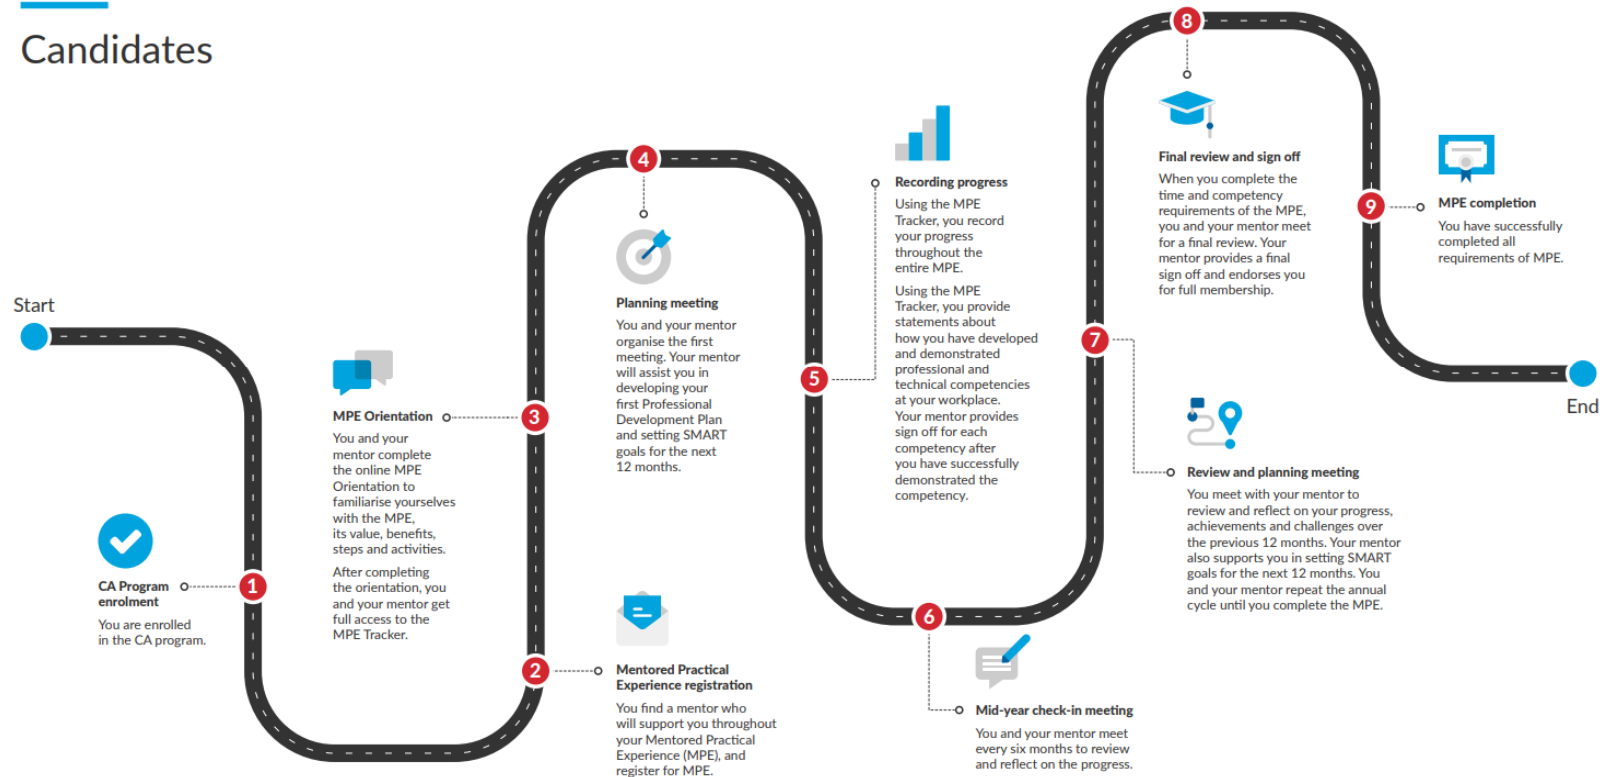 Candidates
Start
1
CA Program
enrolment
You are enrolled
in the CA program.
2
Mentored Practical
Experience registration
You find a mentor who
will support you throughout
your Mentored Practical
Experience (MPE), and
register for MPE.
3
MPE Orientation
You and your
mentor complete
the online MPE
Orientation to
familiarise yourselves
with the MPE,
its value, benefits,
steps and activities.
After completing
the orientation, you
and your mentor get
full access to the
MPE Tracker.
4
Planning meeting
You and your mentor
organise the first
meeting. Your mentor
will assist you in
developing your
first Professional
Development Plan
and setting SMART
goals for the next
12 months.
5
Recording progress
Using the MPE
Tracker, you record
your progress
throughout the
entire MPE.
Using the MPE
Tracker, you provide
statements about
how you have developed
and demonstrated
professional and
technical competencies
at your workplace.
Your mentor provides
sign off for each
competency after
you have successfully
demonstrated the
competency.
6
Mid-year check-in meeting
You and your mentor meet
every six months to review
and reflect on the progress.
7
Review and planning meeting
You meet with your mentor to
review and reflect on your progress,
achievements and challenges over
the previous 12 months. Your mentor
also supports you in setting SMART
goals for the next 12 months. You
and your mentor repeat the annual
cycle until you complete the MPE.
8
Final review and sign off
When you complete the
time and competency
requirements of the MPE,
you and your mentor meet
for a final review. Your
mentor provides a final
sign off and endorses you
for full membership.
9
MPE completion
You have successfully
completed all
requirements of MPE.
End